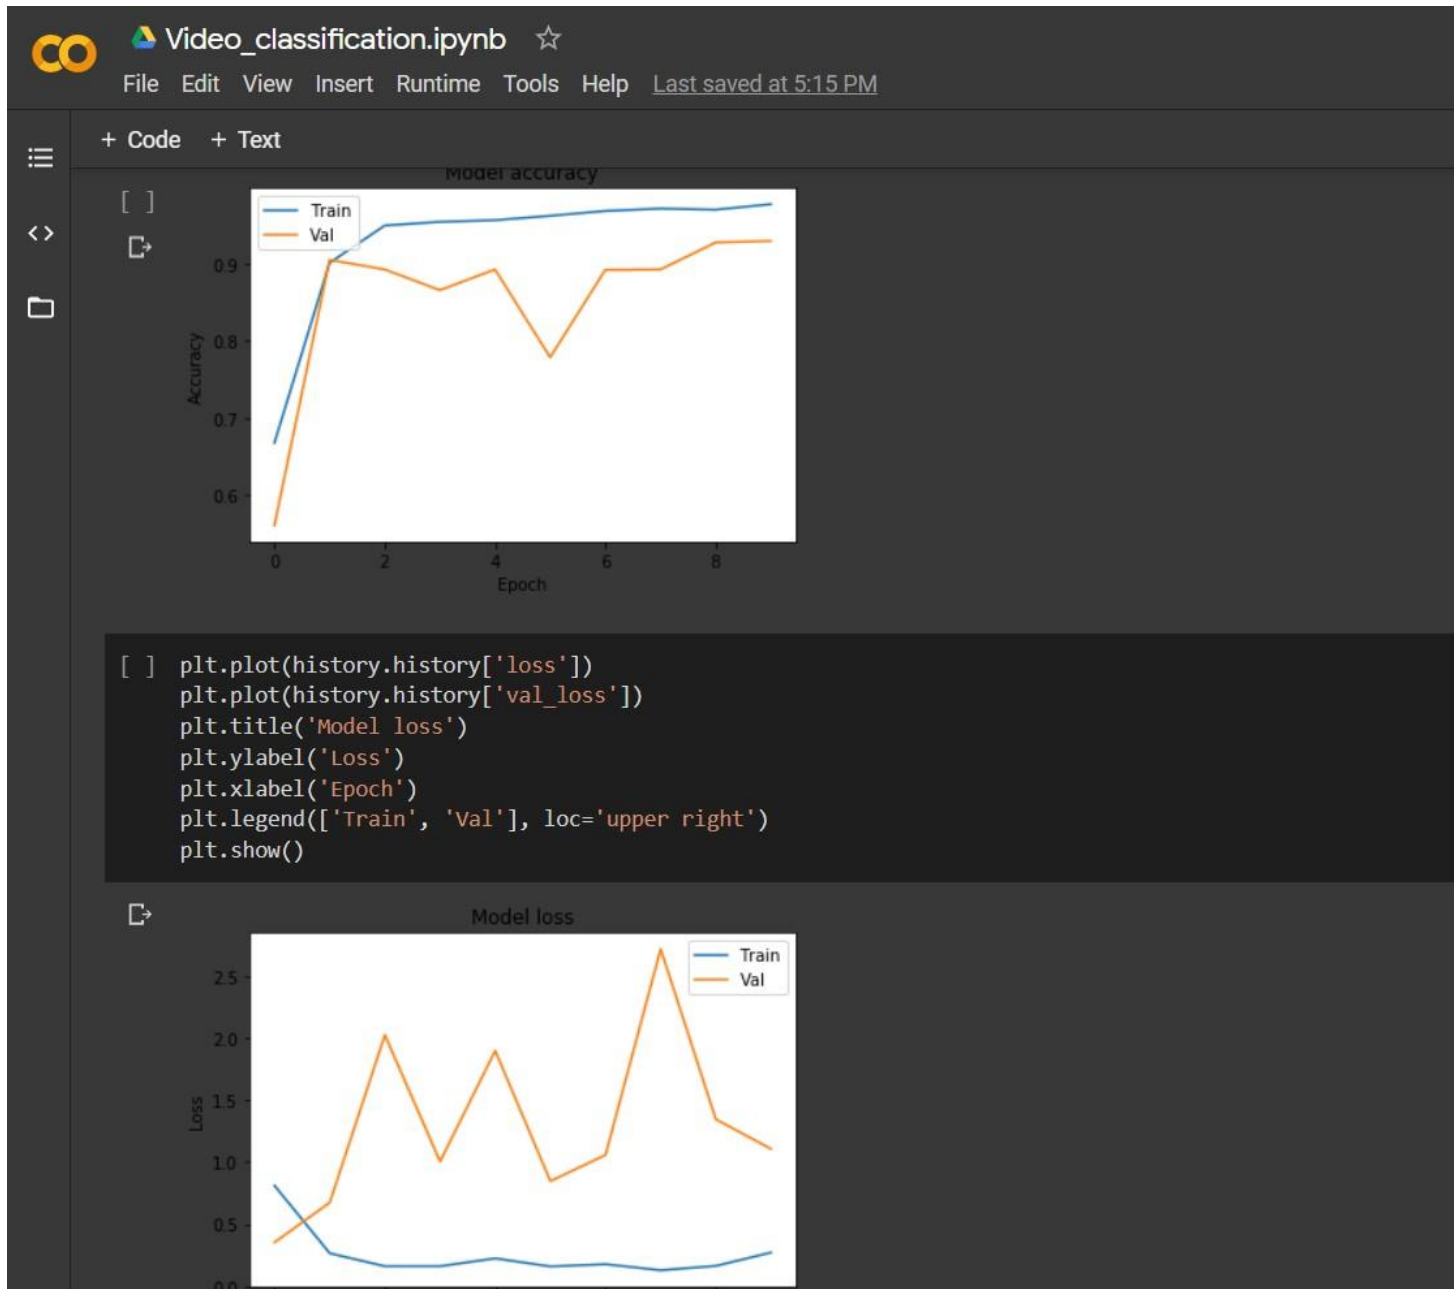 Video_classification.ipynb
File Edit View Insert Runtime Tools Help Last saved at 5:15 PM
+ Code + Text
Model accuracy
[ ]
Train
Val
0.9
0.8
0.7
0.6
Accuracy
0 2 4 6 8
Epoch
[ ] plt.plot(history.history['loss'])
plt.plot(history.history['val_loss'])
plt.title('Model loss')
plt.ylabel('Loss')
plt.xlabel('Epoch')
plt.legend(['Train', 'Val'], loc='upper right')
plt.show()
Model loss
Train
Val
2.5
2.0
1.5
1.0
0.5
0.0
Loss